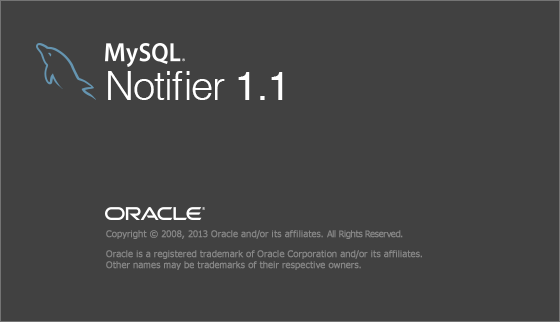 MySQL®
Notifier 1.1
ORACLE®
Copyright © 2008, 2013 Oracle and/or its affiliates. All Rights Reserved.
Oracle is a registered trademark of Oracle Corporation and/or its affiliates.
Other names may be trademarks of their respective owners.